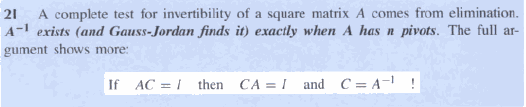 21 A complete test for invertibility of a square matrix A comes from elimination.
A⁻¹ exists (and Gauss-Jordan finds it) exactly when A has n pivots. The full ar-
gument shows more:
If AC = I then CA = I and C = A⁻¹ !